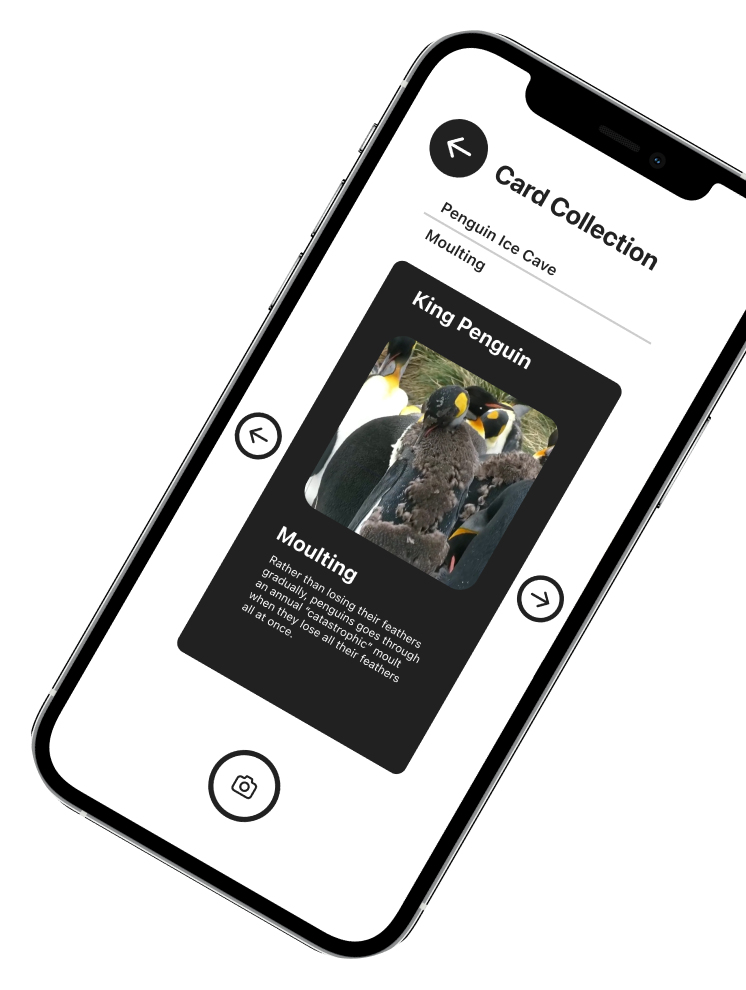 Card Collection
Penguin Ice Cave
Moulting
King Penguin
Moulting
Rather than losing their feathers
gradually, penguins goes through
an annual “catastrophic” moult
when they lose all their feathers
all at once.